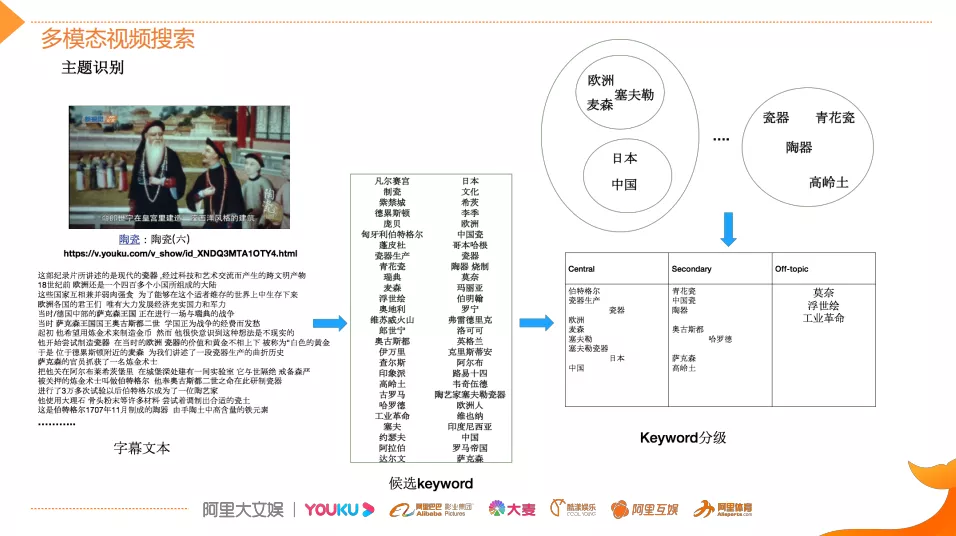 多模态视频搜索
主题识别
陶瓷：陶瓷(六)
https://v.youku.com/v_show/id_XNDQ3MTA1OTY4.html
这部纪录片所讲述的是现代的瓷器 ,经过科技和艺术交流而产生的跨文明产物
18世纪前 欧洲还是一个四百多个小国所组成的大陆
这些国家互相兼并弱肉强食 为了能够在这个适者维存的世界上中生存下来
欧洲各国的君王们 唯有大力发展经济充实国力和军力
当时/德国中部的萨克森王国 正在进行一场与瑞典的战争
当时 萨克森王国国王奥古斯都二世 学国正为战争的经费而发愁
起初 他希望用炼金术来制造金币 然而 他很快意识到这种想法是不现实的
他开始尝试制造瓷器 在当时的欧洲 瓷器的价值和黄金不相上下 被称为"白色的黄金
于是 位于德累斯顿附近的麦森 为我们讲述了一段瓷器生产的曲折历史
萨克森的官员抓获了一名炼金术士
把他关在阿尔布莱希茨堡里 在城堡深处建有一间实验室 它与世隔绝 戒备森严
被关押的炼金术士叫做伯特格尔 他奉奥古斯都二世之命在此研制瓷器
进行了3万多次试验以后伯特格尔成为了一位陶艺家
他使用大理石 骨头粉末等许多材料 尝试着调制出合适的瓷土
这是伯特格尔1707年11月制成的陶器 由手陶土中高含量的铁元素
...........
字幕文本
凡尔赛宫 日本
制瓷 文化
紫禁城 希茨
德累斯顿 李季
庞贝 欧洲
匈牙利伯特格尔 中国瓷
蓬皮杜 哥本哈根
瓷器生产 瓷器
青花瓷 陶器 烧制
瑞典 莫奈
麦森 玛丽亚
浮世绘 伯明翰
奥地利 罗宁
维苏威火山 弗雷德里克
郎世宁 洛可可
奥古斯都 英格兰
伊万里 克里斯蒂安
查尔斯 阿尔布
印象派 路易十四
高岭土 韦奇伍德
古罗马 陶艺家塞夫勒瓷器
哈罗德 欧洲人
工业革命 维也纳
塞夫 印度尼西亚
约瑟夫 中国
阿拉伯 罗马帝国
达尔文 萨克森
候选keyword
欧洲
塞夫勒
麦森
日本
中国
....
瓷器 青花瓷
陶器
高岭土
Central Secondary Off-topic
伯特格尔 青花瓷 莫奈
瓷器生产 中国瓷 浮世绘
瓷器 陶器 工业革命
欧洲
麦森 奥古斯都
塞夫勒 哈罗德
塞夫勒瓷器
日本 萨克森
中国 高岭土
Keyword分级
阿里大文娱 YOUKU 阿里巴巴影业集团 Alibaba Pictures 大麦 酷漾娱乐 阿里互娱 阿里体育 Alisports.com